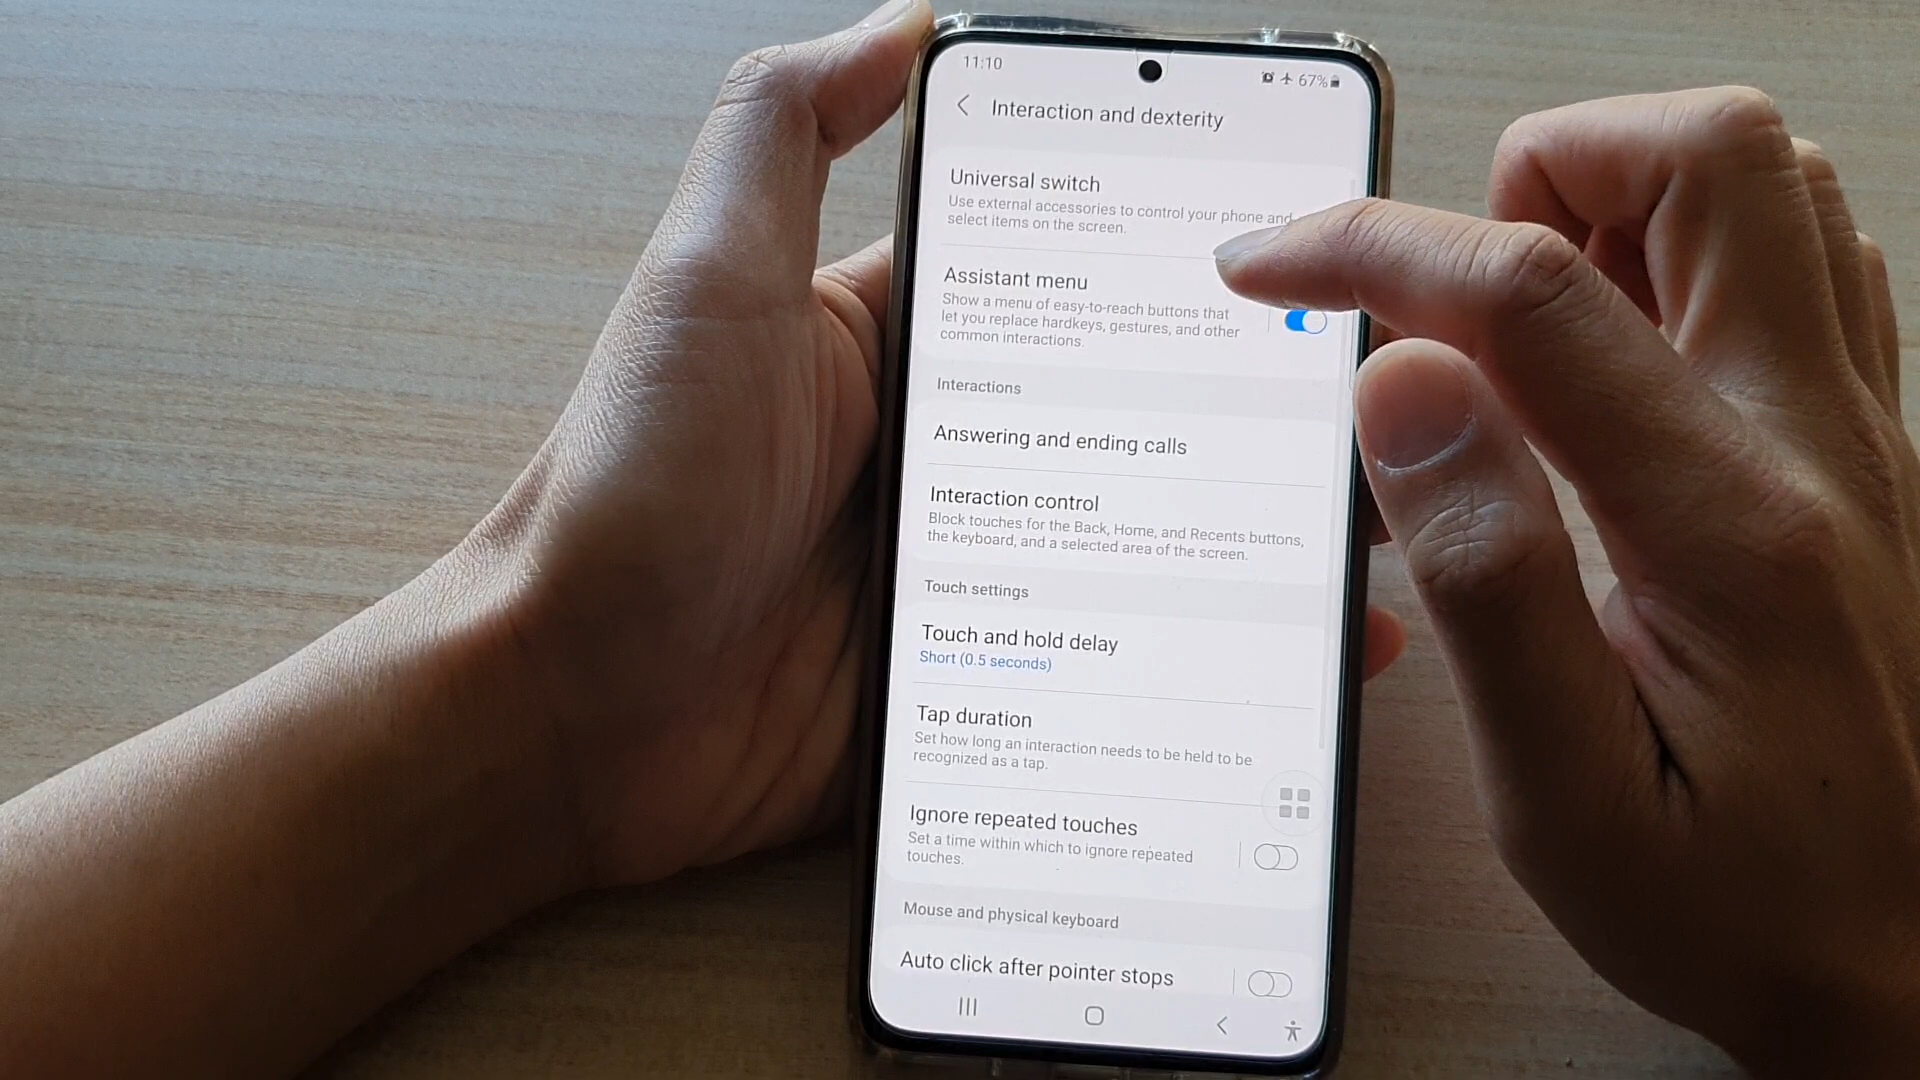 11:10
67%
Interaction and dexterity
Universal switch
Use external accessories to control your phone and
select items on the screen.
Assistant menu
Show a menu of easy-to-reach buttons that
let you replace hardkeys, gestures, and other
common interactions.
Interactions
Answering and ending calls
Interaction control
Block touches for the Back, Home, and Recents buttons,
the keyboard, and a selected area of the screen.
Touch settings
Touch and hold delay
Short (0.5 seconds)
Tap duration
Set how long an interaction needs to be held to be
recognized as a tap.
Ignore repeated touches
Set a time within which to ignore repeated
touches.
Mouse and physical keyboard
Auto click after pointer stops